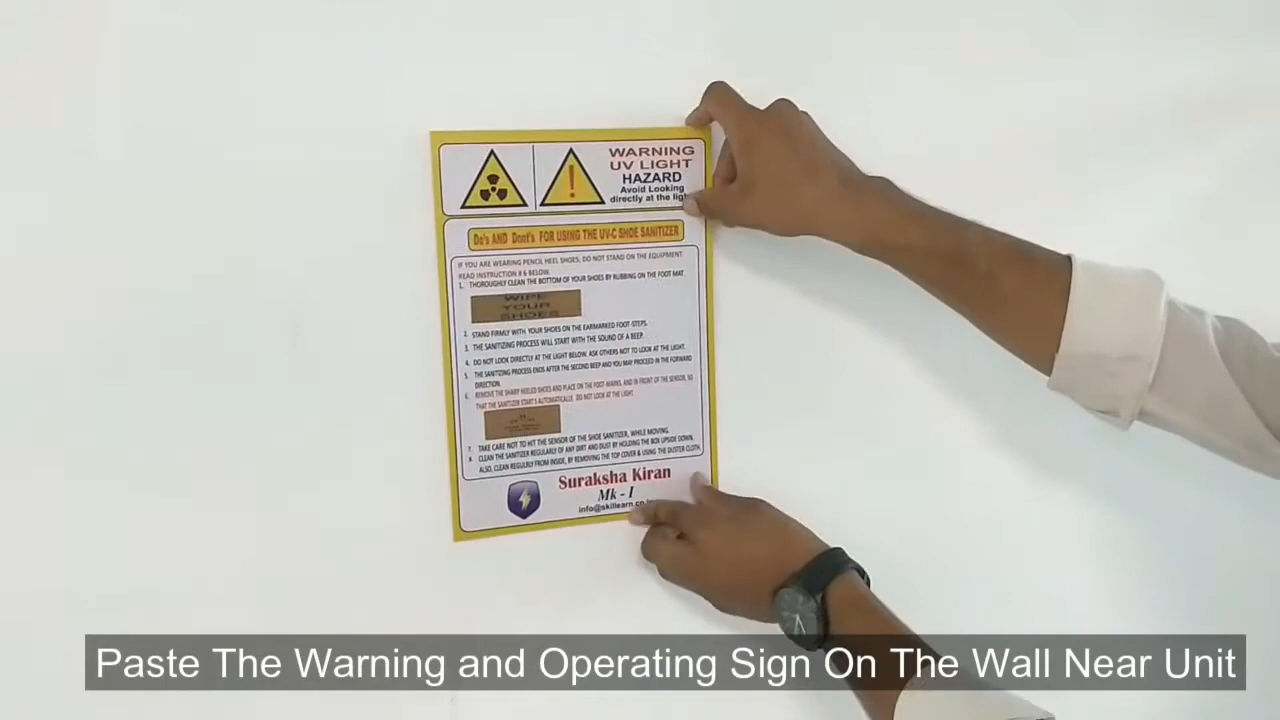 WARNING
UV LIGHT
HAZARD
Avoid Looking
directly at the
Do's AND Dont's FOR USING THE UV-C SHOE SANITIZER
IF YOU ARE WEARING PENCIL HEEL SHOES, DO NOT STAND ON THE EQUIPMENT.
READ INSTRUCTION # 6 BELOW.
1. THOROUGHLY CLEAN THE BOTTOM OF YOUR SHOES BY RUBBING ON THE FOOT MAT.
WIPE
YOUR
SHOES
2. STAND FIRMLY WITH YOUR SHOES ON THE EARMARKED FOOT-STEPS.
3. THE SANITIZING PROCESS WILL START WITH THE SOUND OF A BEEP.
4. DO NOT LOOK DIRECTLY AT THE LIGHT BELOW. ASK OTHERS NOT TO LOOK AT THE LIGHT.
5. THE SANITIZING PROCESS ENDS AFTER THE SECOND BEEP AND YOU MAY PROCEED IN THE FORWARD
DIRECTION.
6. REMOVE THE SHARP HEELED SHOES AND PLACE ON THE FOOT-MARKS, AND IN FRONT OF THE SENSOR, SO
THAT THE SANITIZER START'S AUTOMATICALLE. DO NOT LOOK AT THE LIGHT
7. TAKE CARE NOT TO HIT THE SENSOR OF THE SHOE SANITIZER, WHILE MOVING.
8. CLEAN THE SANITIZER REGULARLY OF ANY DIRT AND DUST BY HOLDING THE BOX UPSIDE DOWN.
ALSO, CLEAN REGULRLY FROM INSIDE, BY REMOVING THE TOP COVER & USING THE DUSTER CLOTH.
Suraksha Kiran
Mk - I
info@skillearn.co.in
Paste The Warning and Operating Sign On The Wall Near Unit